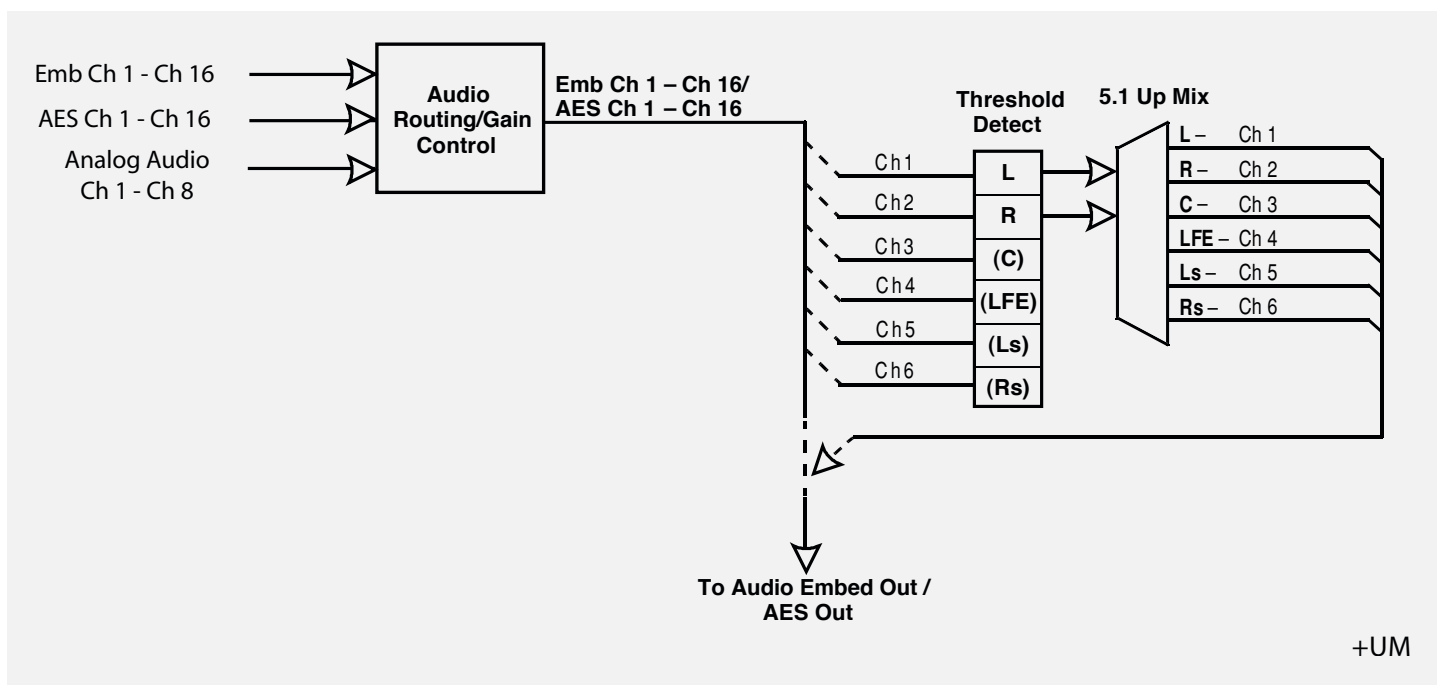 Emb Ch 1 - Ch 16
AES Ch 1 - Ch 16
Analog Audio
Ch 1 - Ch 8
Audio
Routing/Gain
Control
Emb Ch 1 – Ch 16/
AES Ch 1 – Ch 16
Threshold
Detect
5.1 Up Mix
Ch1
Ch2
Ch3
Ch4
Ch5
Ch6
L
R
(C)
(LFE)
(Ls)
(Rs)
L – Ch 1
R – Ch 2
C – Ch 3
LFE – Ch 4
Ls – Ch 5
Rs – Ch 6
To Audio Embed Out /
AES Out
+UM